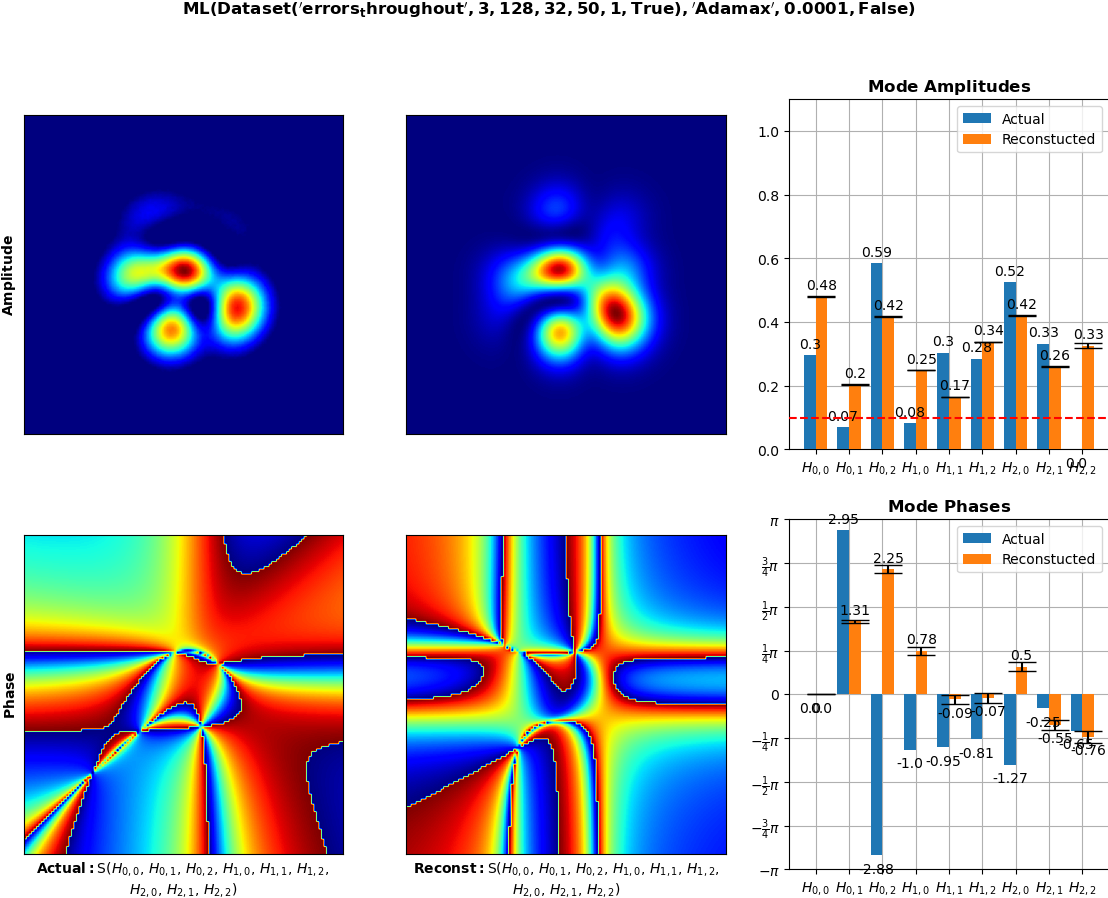 ML(Dataset('errors_throughout', 3, 128, 32, 50, 1, True), 'Adamax', 0.0001, False)
Amplitude
Mode Amplitudes
Actual
Reconstucted
1.0
0.8
0.6
0.4
0.2
0.0
0.3 0.48 0.07 0.2 0.59 0.42 0.08 0.25 0.3 0.17 0.28 0.34 0.52 0.42 0.33 0.26 0.0 0.33
H0,0 H0,1 H0,2 H1,0 H1,1 H1,2 H2,0 H2,1 H2,2
Phase
Mode Phases
Actual
Reconstucted
π
3/4π
1/2π
1/4π
0
−1/4π
−1/2π
−3/4π
−π
0.0 0.0 2.95 1.31 -2.88 2.25 -1.0 0.78 -0.95 -0.09 -0.81 -0.07 -1.27 0.5 -0.25 -0.55 -0.65 -0.76
H0,0 H0,1 H0,2 H1,0 H1,1 H1,2 H2,0 H2,1 H2,2
Actual: S(H0,0, H0,1, H0,2, H1,0, H1,1, H1,2,
H2,0, H2,1, H2,2)
Reconst: S(H0,0, H0,1, H0,2, H1,0, H1,1, H1,2,
H2,0, H2,1, H2,2)